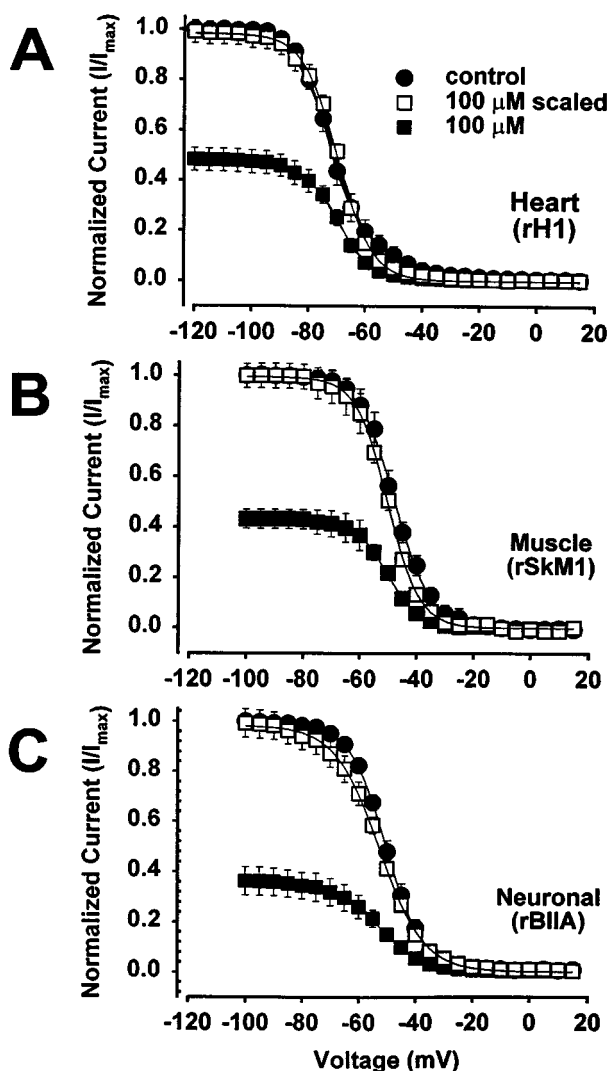 A
Normalized Current (I/Imax)
1.0
0.8
0.6
0.4
0.2
0.0
control
100 µM scaled
100 µM
Heart
(rH1)
-120 -100 -80 -60 -40 -20 0 20
B
Normalized Current (I/Imax)
1.0
0.8
0.6
0.4
0.2
0.0
Muscle
(rSkM1)
-120 -100 -80 -60 -40 -20 0 20
C
Normalized Current (I/Imax)
1.0
0.8
0.6
0.4
0.2
0.0
Neuronal
(rBIIA)
-120 -100 -80 -60 -40 -20 0 20
Voltage (mV)